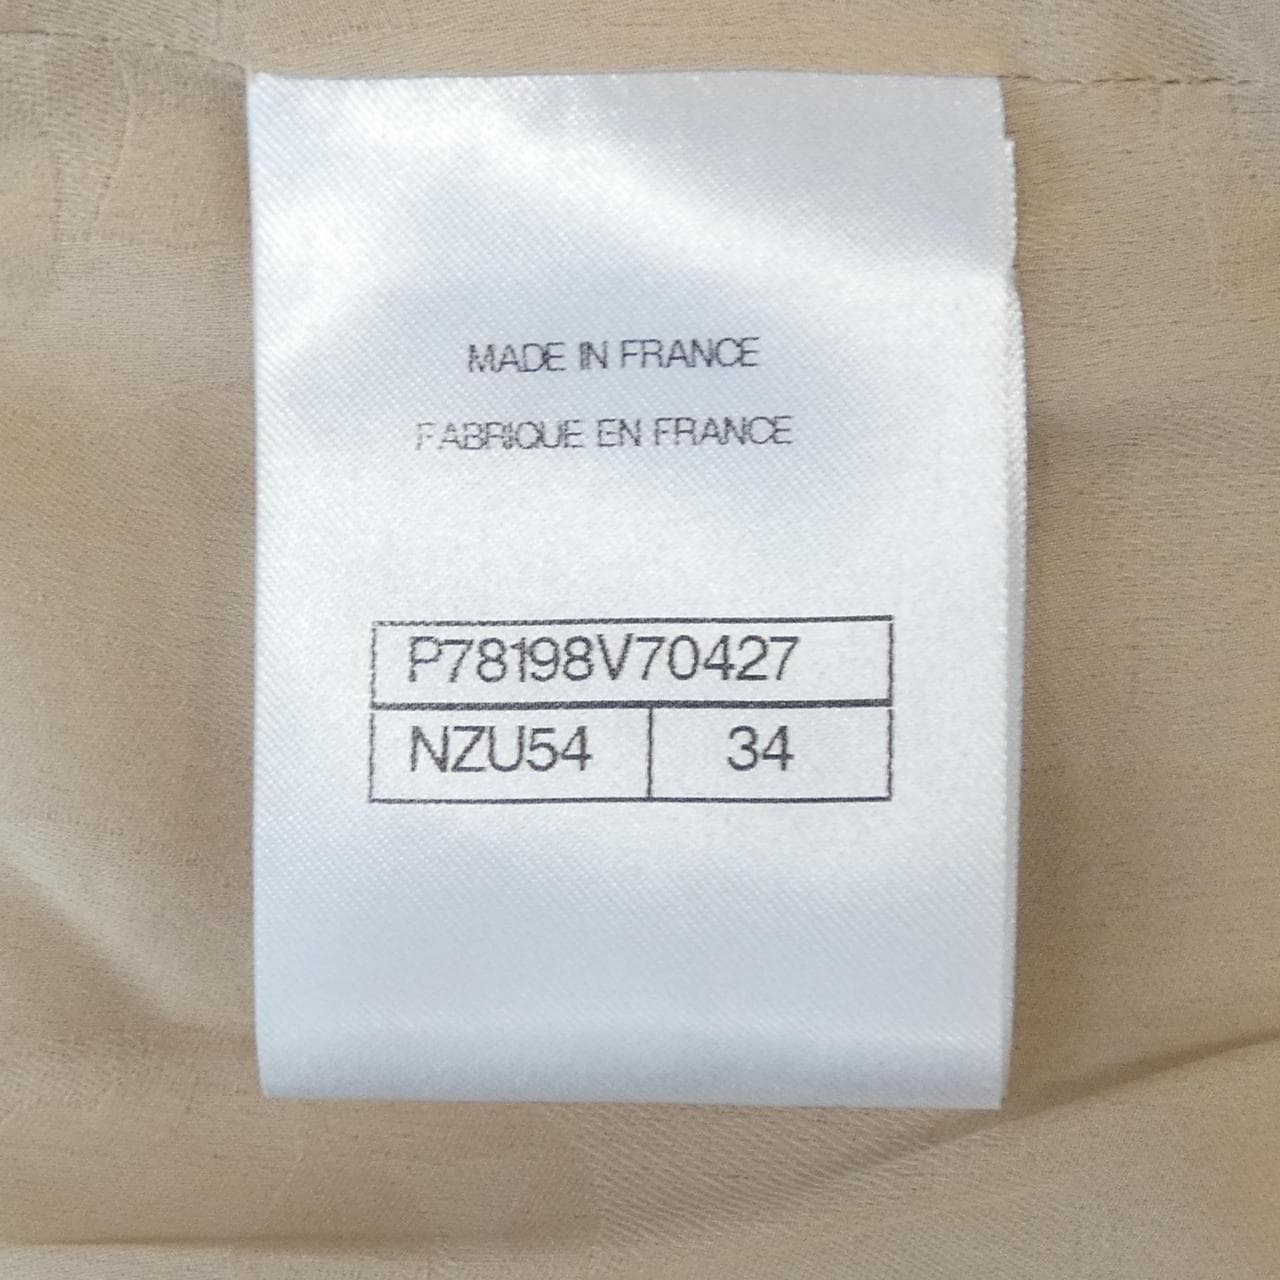 MADE IN FRANCE
FABRIQUE EN FRANCE
P78198V70427
NZU54 34